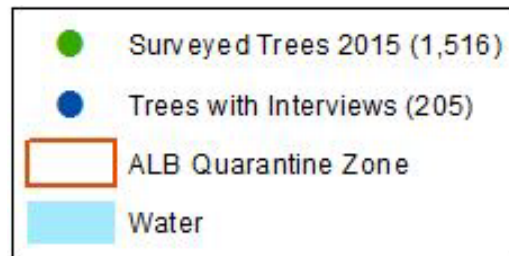 Surveyed Trees 2015 (1,516)
Trees with Interviews (205)
ALB Quarantine Zone
Water